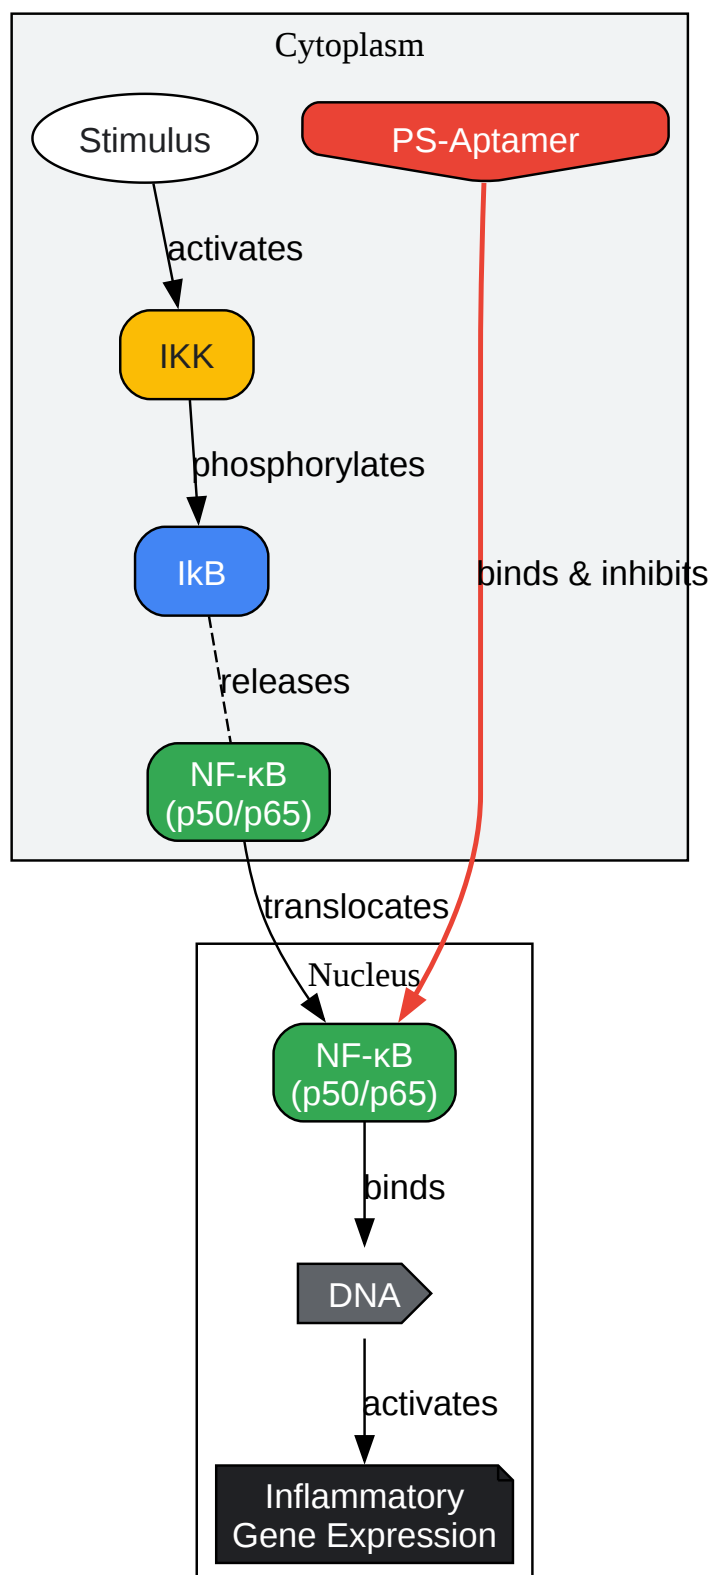 Cytoplasm
Stimulus
PS-Aptamer
activates
IKK
phosphorylates
IkB
binds & inhibits
releases
NF-κB
(p50/p65)
translocates
Nucleus
NF-κB
(p50/p65)
binds
DNA
activates
Inflammatory
Gene Expression